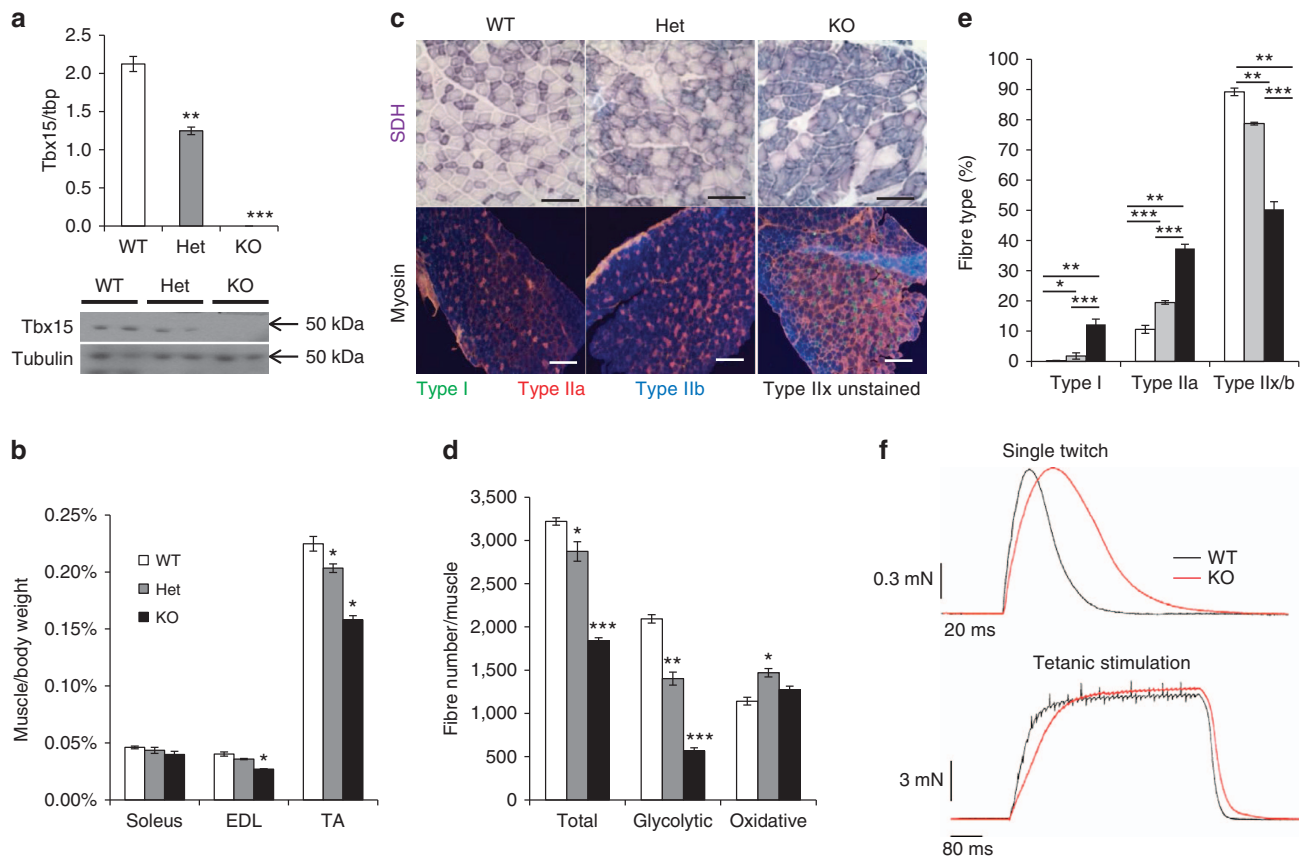 a
Tbx15/tbp
2.5
2.0
1.5
1.0
0.5
0.0
**
***
WT Het KO
WT Het KO
Tbx15 50 kDa
Tubulin 50 kDa
b
Muscle/body weight
0.25%
0.20%
0.15%
0.10%
0.05%
0.00%
WT
Het
KO
*
*
*
Soleus EDL TA
c
WT Het KO
SDH
Myosin
Type I Type IIa Type IIb Type IIx unstained
d
Fibre number/muscle
3,500
3,000
2,500
2,000
1,500
1,000
500
0
*
***
**
***
*
Total Glycolytic Oxidative
e
Fibre type (%)
100
90
80
70
60
50
40
30
20
10
0
**
*
***
**
***
***
**
**
***
Type I Type IIa Type IIx/b
f
Single twitch
WT
KO
0.3 mN
20 ms
Tetanic stimulation
3 mN
80 ms